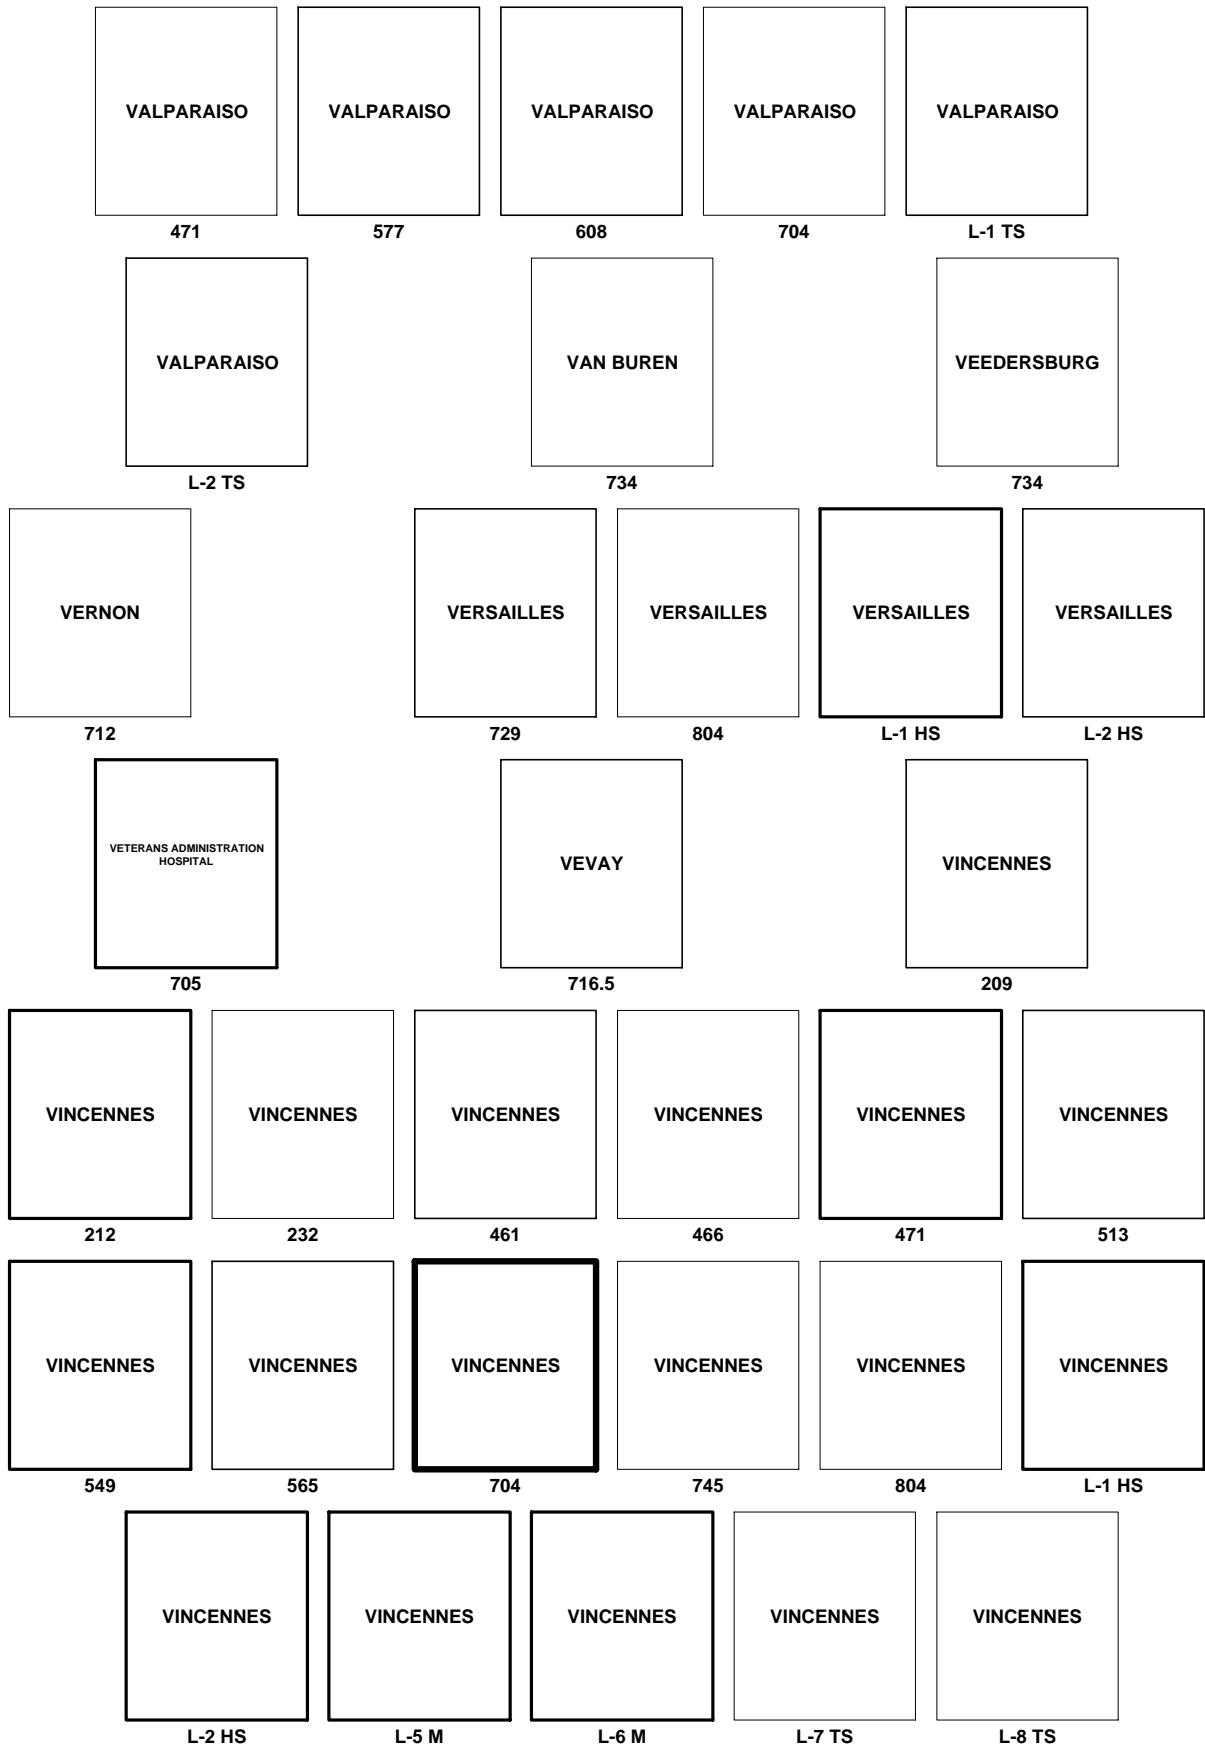 VALPARAISO VALPARAISO VALPARAISO VALPARAISO VALPARAISO
471 577 608 704 L-1 TS
VALPARAISO VAN BUREN VEEDERSBURG
L-2 TS 734 734
VERNON VERSAILLES VERSAILLES VERSAILLES VERSAILLES
712 729 804 L-1 HS L-2 HS
VETERANS ADMINISTRATION
HOSPITAL
VEVAY VINCENNES
705 716.5 209
VINCENNES VINCENNES VINCENNES VINCENNES VINCENNES VINCENNES
212 232 461 466 471 513
VINCENNES VINCENNES VINCENNES VINCENNES VINCENNES VINCENNES
549 565 704 745 804 L-1 HS
VINCENNES VINCENNES VINCENNES VINCENNES VINCENNES
L-2 HS L-5 M L-6 M L-7 TS L-8 TS